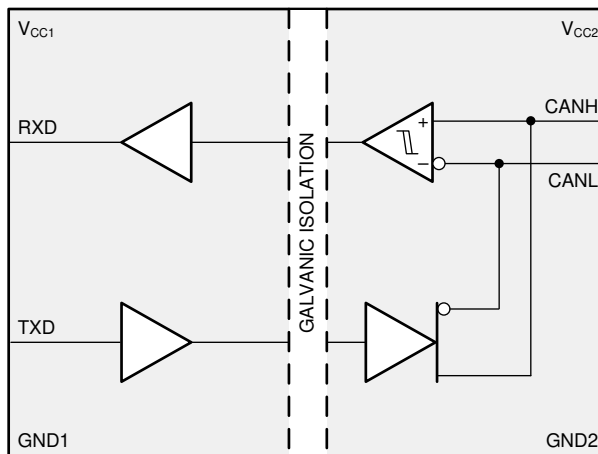 VCC1
VCC2
RXD
CANH
+
−
CANL
GALVANIC ISOLATION
TXD
GND1
GND2